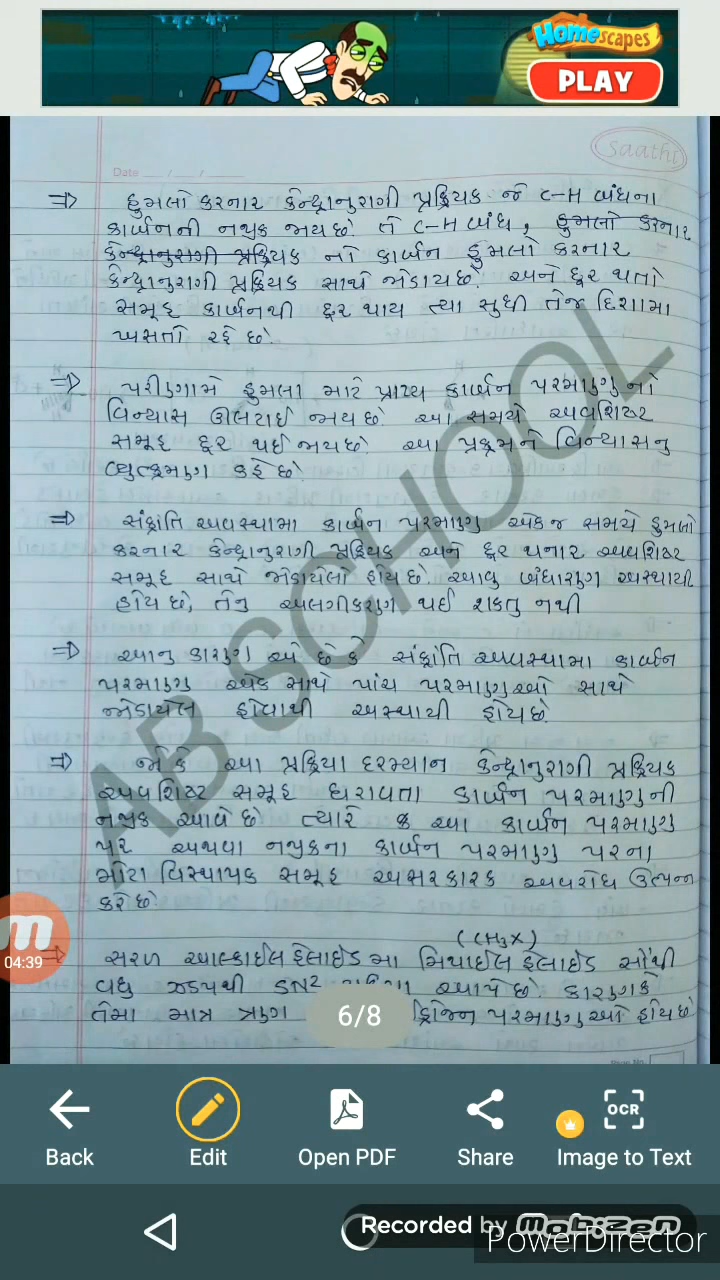 Homescapes
PLAY
Saathi
Date
⇒ હુમલો કરનાર કેન્દ્રાનુરાગી પ્રક્રિયક જે C-H બંધના
કાર્બનની નજીક જાય છે. તે C-H બંધ, હુમલો કરનાર
કેન્દ્રાનુરાગી પ્રક્રિયક નો કાર્બન હુમલો કરનાર
કેન્દ્રાનુરાગી પ્રક્રિયક સાથે જોડાય છે. અને દૂર થતો
સમૂહ કાર્બનથી દૂર થાય ત્યા સુધી તેજ દિશામા
ખસતો રહે છે.
⇒ પરીણામે હુમલા માટે પ્રાપ્ય કાર્બન પરમાણુનો
વિન્યાસ ઊલટાઈ જાય છે. આ સમયે અવશિષ્ટ
સમૂહ દૂર થઈ જાય છે. આ પ્રક્રમને વિન્યાસનુ
વ્યુત્ક્રમણ કહે છે.
⇒ સંક્રાંતિ અવસ્થામા કાર્બન પરમાણુ એક જ સમયે હુમલો
કરનાર કેન્દ્રાનુરાગી પ્રક્રિયક અને દૂર થનાર અવશિષ્ટ
સમૂહ સાથે જોડાયેલો હોય છે. આવુ બંધારણ અસ્થાયી
હોય છે, તેનુ અલગીકરણ થઈ શકતુ નથી
⇒ આનુ કારણ એ છે કે સંક્રાંતિ અવસ્થામા કાર્બન
પરમાણુ એક સાથે પાંચ પરમાણુઓ સાથે
જોડાયેલ હોવાથી અસ્થાયી હોય છે.
⇒ જો કે આ પ્રક્રિયા દરમ્યાન કેન્દ્રાનુરાગી પ્રક્રિયક
અવશિષ્ટ સમૂહ ધરાવતા કાર્બન પરમાણુની
નજીક આવે છે. ત્યારે આ કાર્બન પરમાણુ
પર અથવા નજીકના કાર્બન પરમાણુ પરના
મોટા વિસ્થાપક સમૂહ અસરકારક અવરોધ ઉત્પન્ન
કરે છે.
(CH₃X)
⇒ સરળ આલ્કાઈલ હેલાઈડ મા મિથાઈલ હેલાઈડ સૌથી
વધુ ઝડપથી SN² આપે છે. કારણકે
તેમા માત્ર ત્રણ પરમાણુઓ હોય છે
AB SCHOOL
04:39
6/8
Back
Edit
Open PDF
Share
OCR
Image to Text
Recorded by Mobizen
PowerDirector